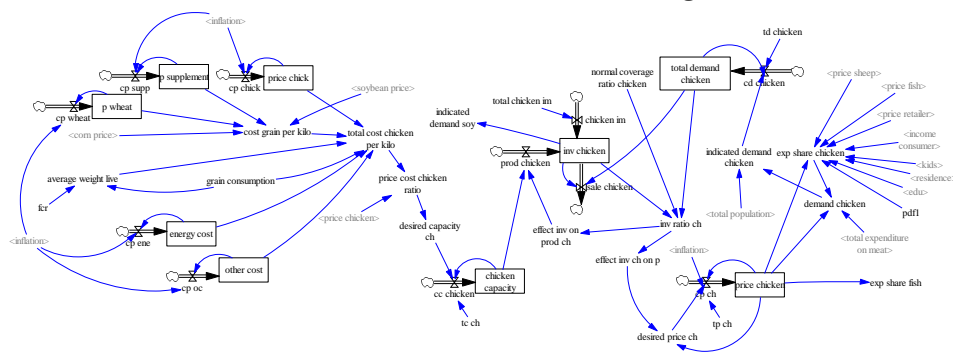 <inflation>
td chicken
p supplement
price chick
total demand
chicken
cp supp
cp chick
cd chicken
normal coverage
ratio chicken
<price sheep>
<price fish>
p wheat
<soybean price>
total chicken im
cp wheat
indicated
demand soy
chicken im
<price retailer>
<corn price>
cost grain per kilo
total cost chicken
per kilo
inv chicken
indicated demand
chicken
exp share chicken
<income
consumer>
prod chicken
<kids>
average weight live
grain consumption
price cost chicken
ratio
sale chicken
<residence>
<edu>
demand chicken
fcr
<price chicken>
<total population>
pdf1
<inflation>
energy cost
desired capacity
ch
effect inv on
prod ch
inv ratio ch
cp ene
<total expenditure
on meat>
<inflation>
effect inv ch on p
other cost
chicken
capacity
cp oc
cc chicken
cp ch
price chicken
exp share fish
tc ch
tp ch
desired price ch